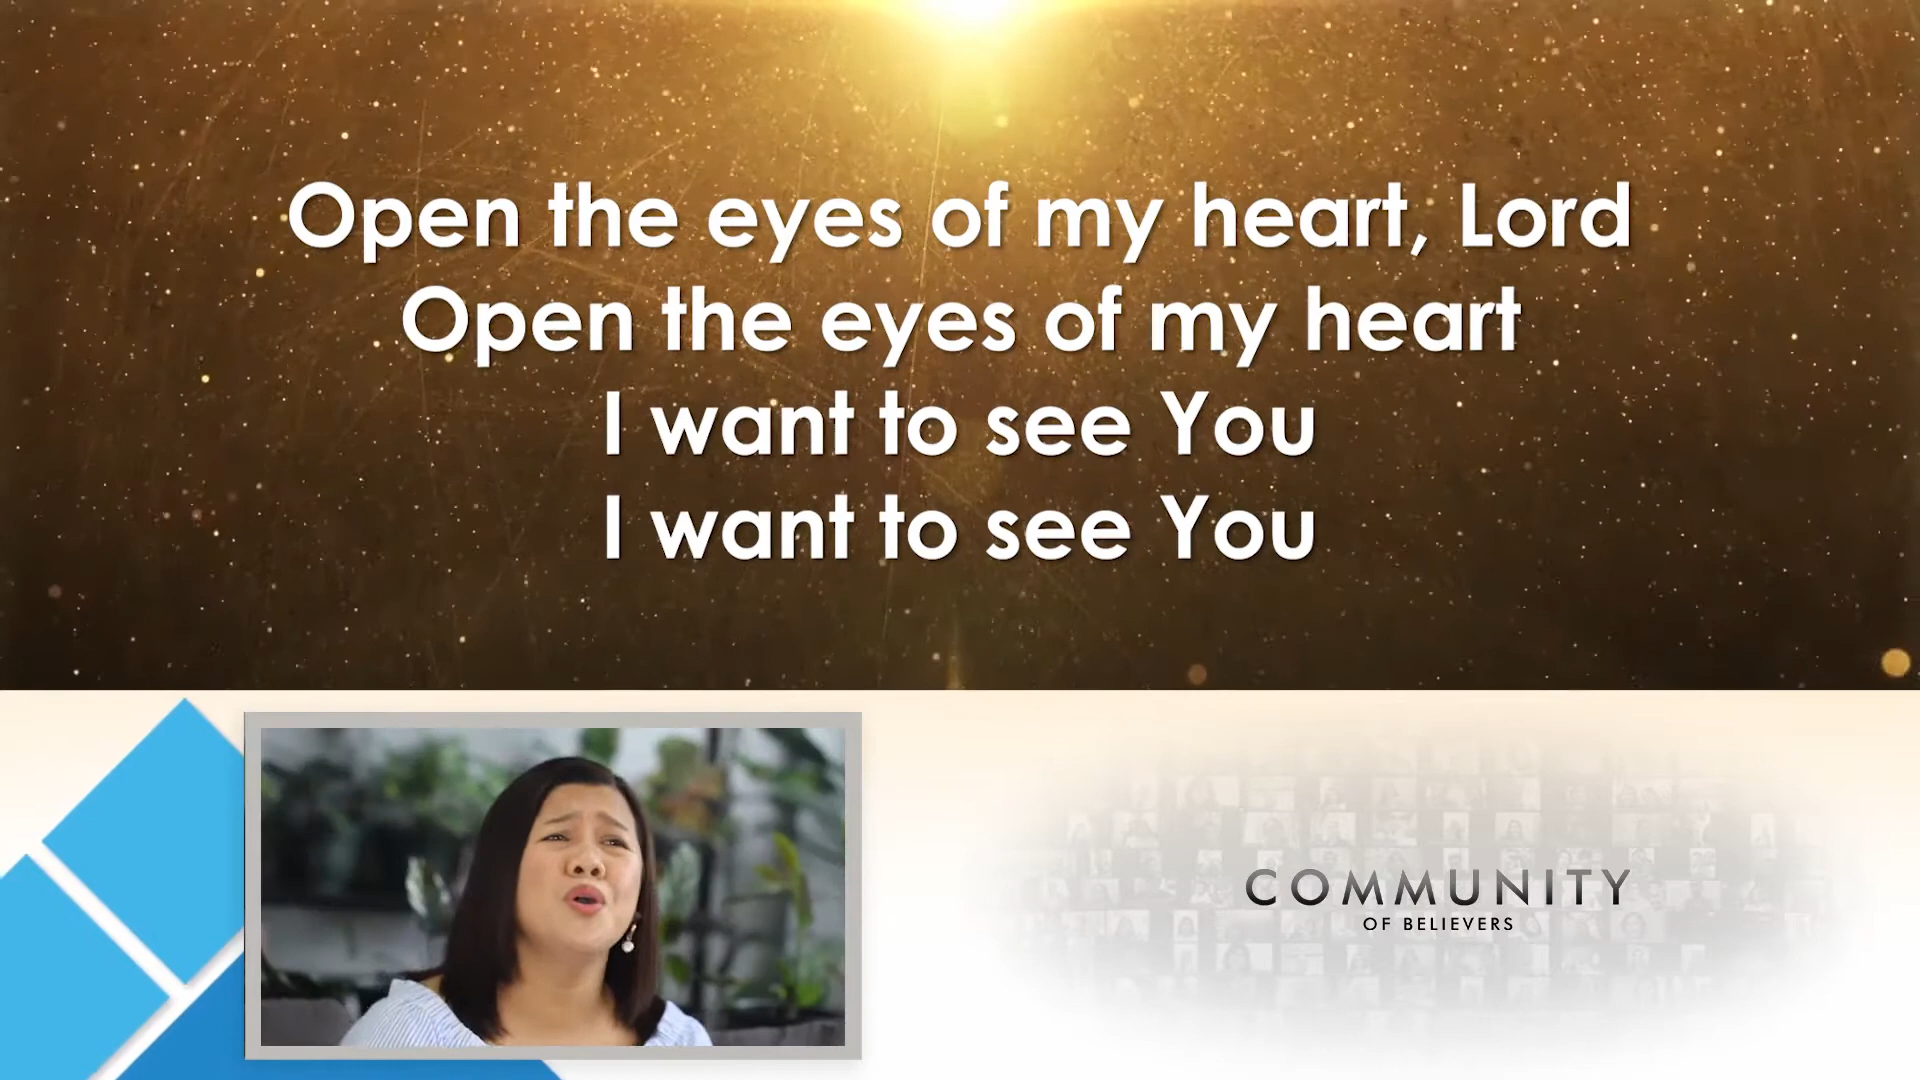 Open the eyes of my heart, Lord
Open the eyes of my heart
I want to see You
I want to see You
COMMUNITY
OF BELIEVERS